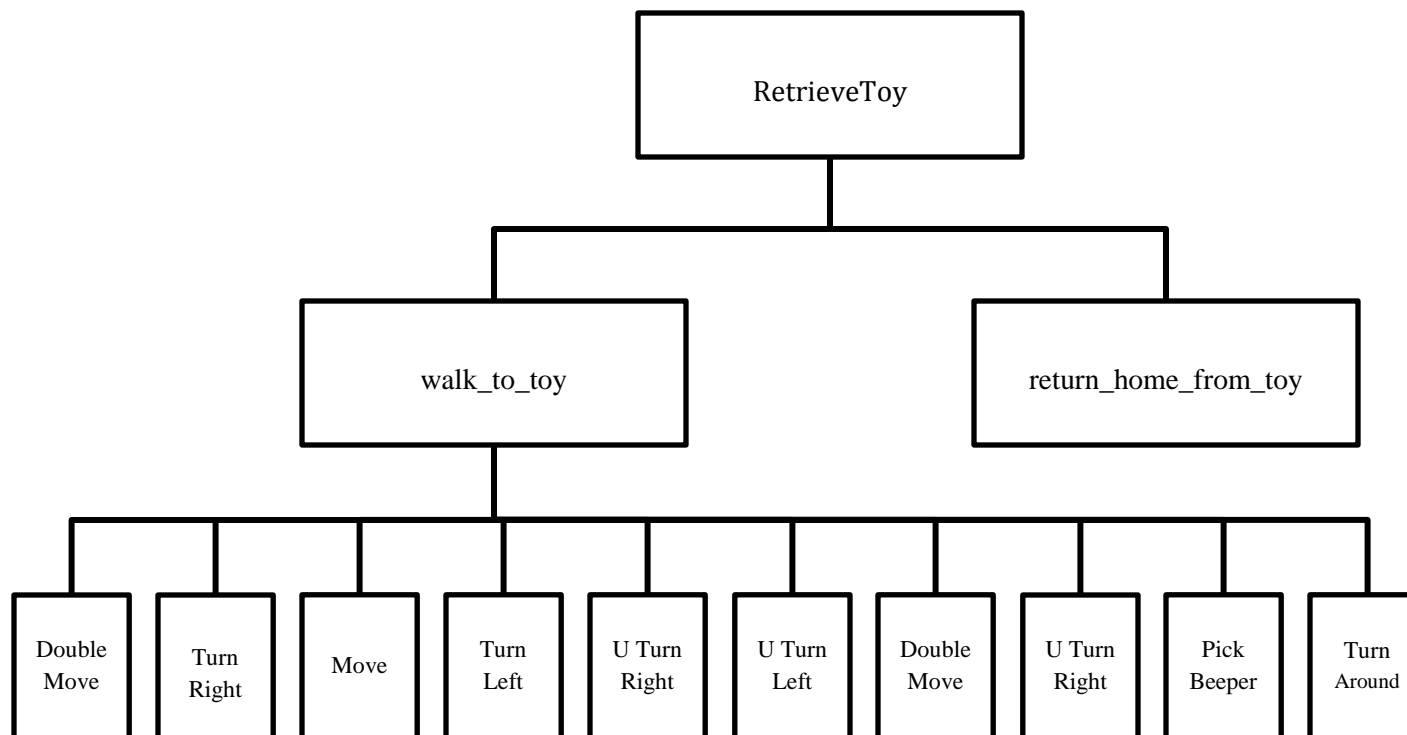 RetrieveToy
walk_to_toy
return_home_from_toy
Double
Move
Turn
Right
Move
Turn
Left
U Turn
Right
U Turn
Left
Double
Move
U Turn
Right
Pick
Beeper
Turn
Around